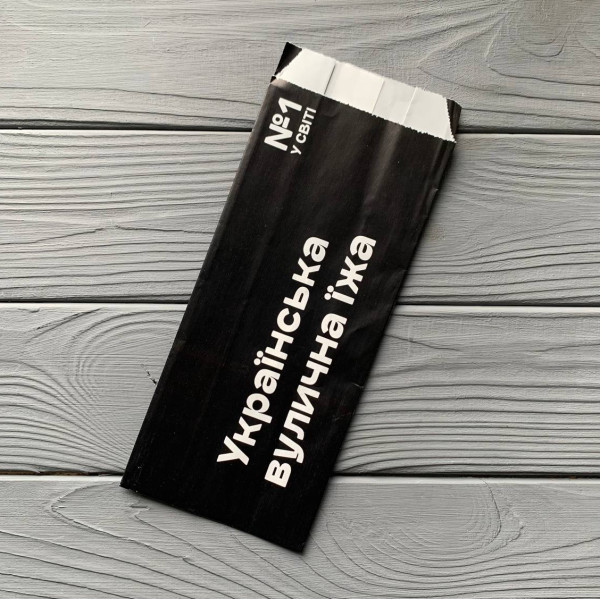 №1
У СВІТІ
Українська
вулична їжа